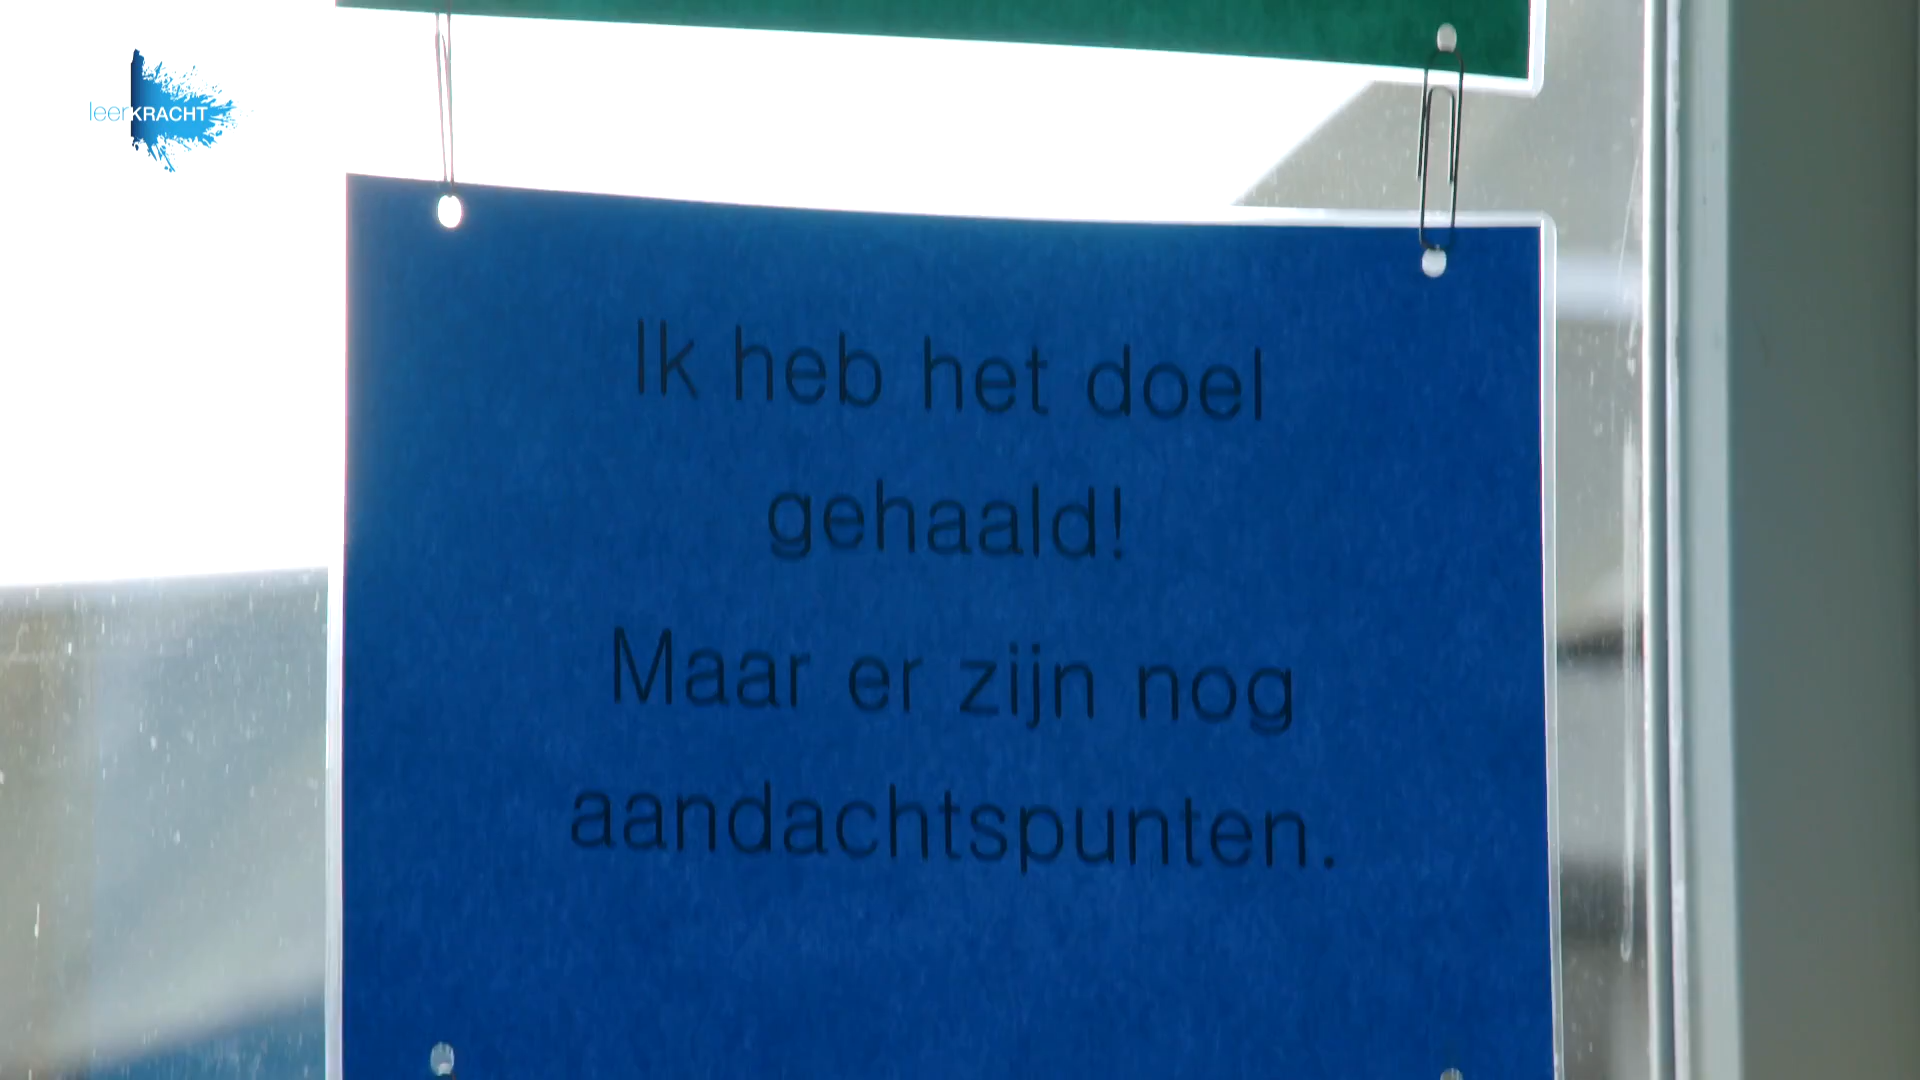 leerKRACHT
Ik heb het doel
gehaald!
Maar er zijn nog
aandachtspunten.